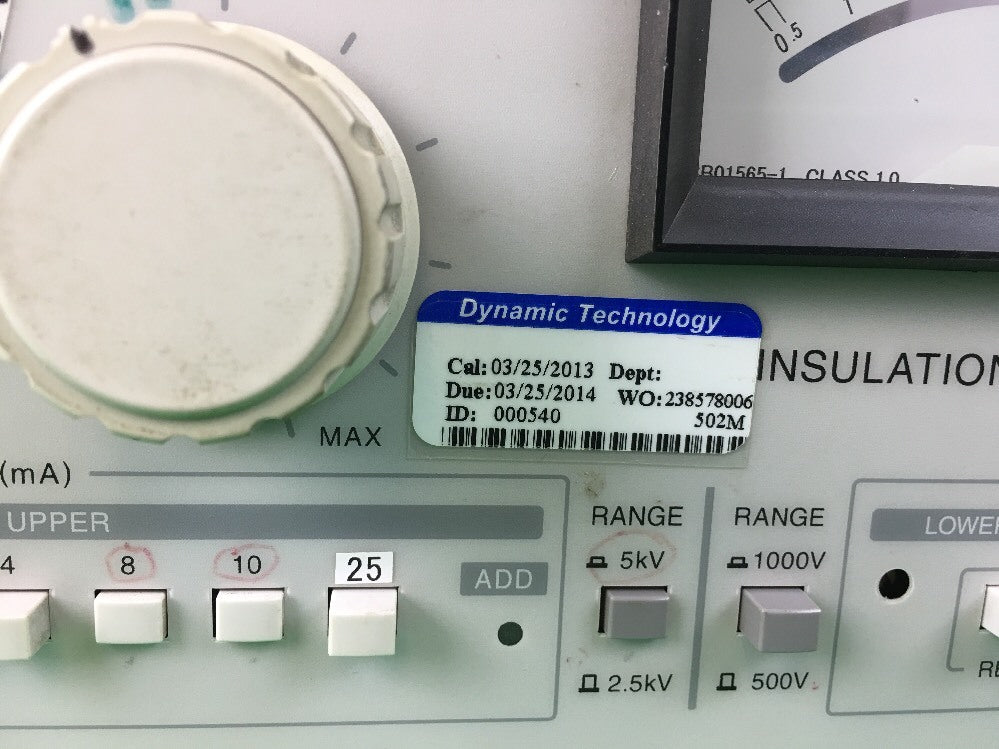 0.5
R01565-1 CLASS 1.0
Dynamic Technology
Cal: 03/25/2013 Dept:
Due: 03/25/2014 WO: 238578006
ID: 000540 502M
INSULATION
MAX
(mA)
UPPER
4 8 10 25
ADD
RANGE
5kV
2.5kV
RANGE
1000V
500V
LOWER